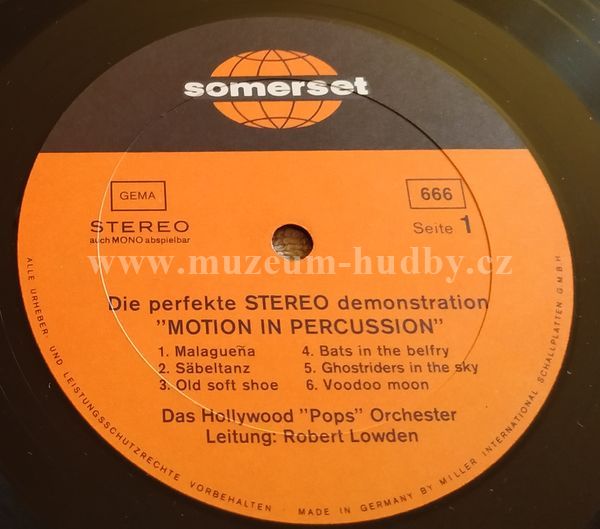 somerset
GEMA
666
STEREO
Seite 1
auch MONO abspielbar
www.muzeum-hudby.cz
Die perfekte STEREO demonstration
"MOTION IN PERCUSSION"
1. Malagueña
2. Säbeltanz
3. Old soft shoe
4. Bats in the belfry
5. Ghostriders in the sky
6. Voodoo moon
Das Hollywood "Pops" Orchester
Leitung: Robert Lowden
ALLE URHEBER- UND LEISTUNGSSCHUTZRECHTE VORBEHALTEN
MADE IN GERMANY BY MILLER INTERNATIONAL SCHALLPLATTEN G.M.B.H.